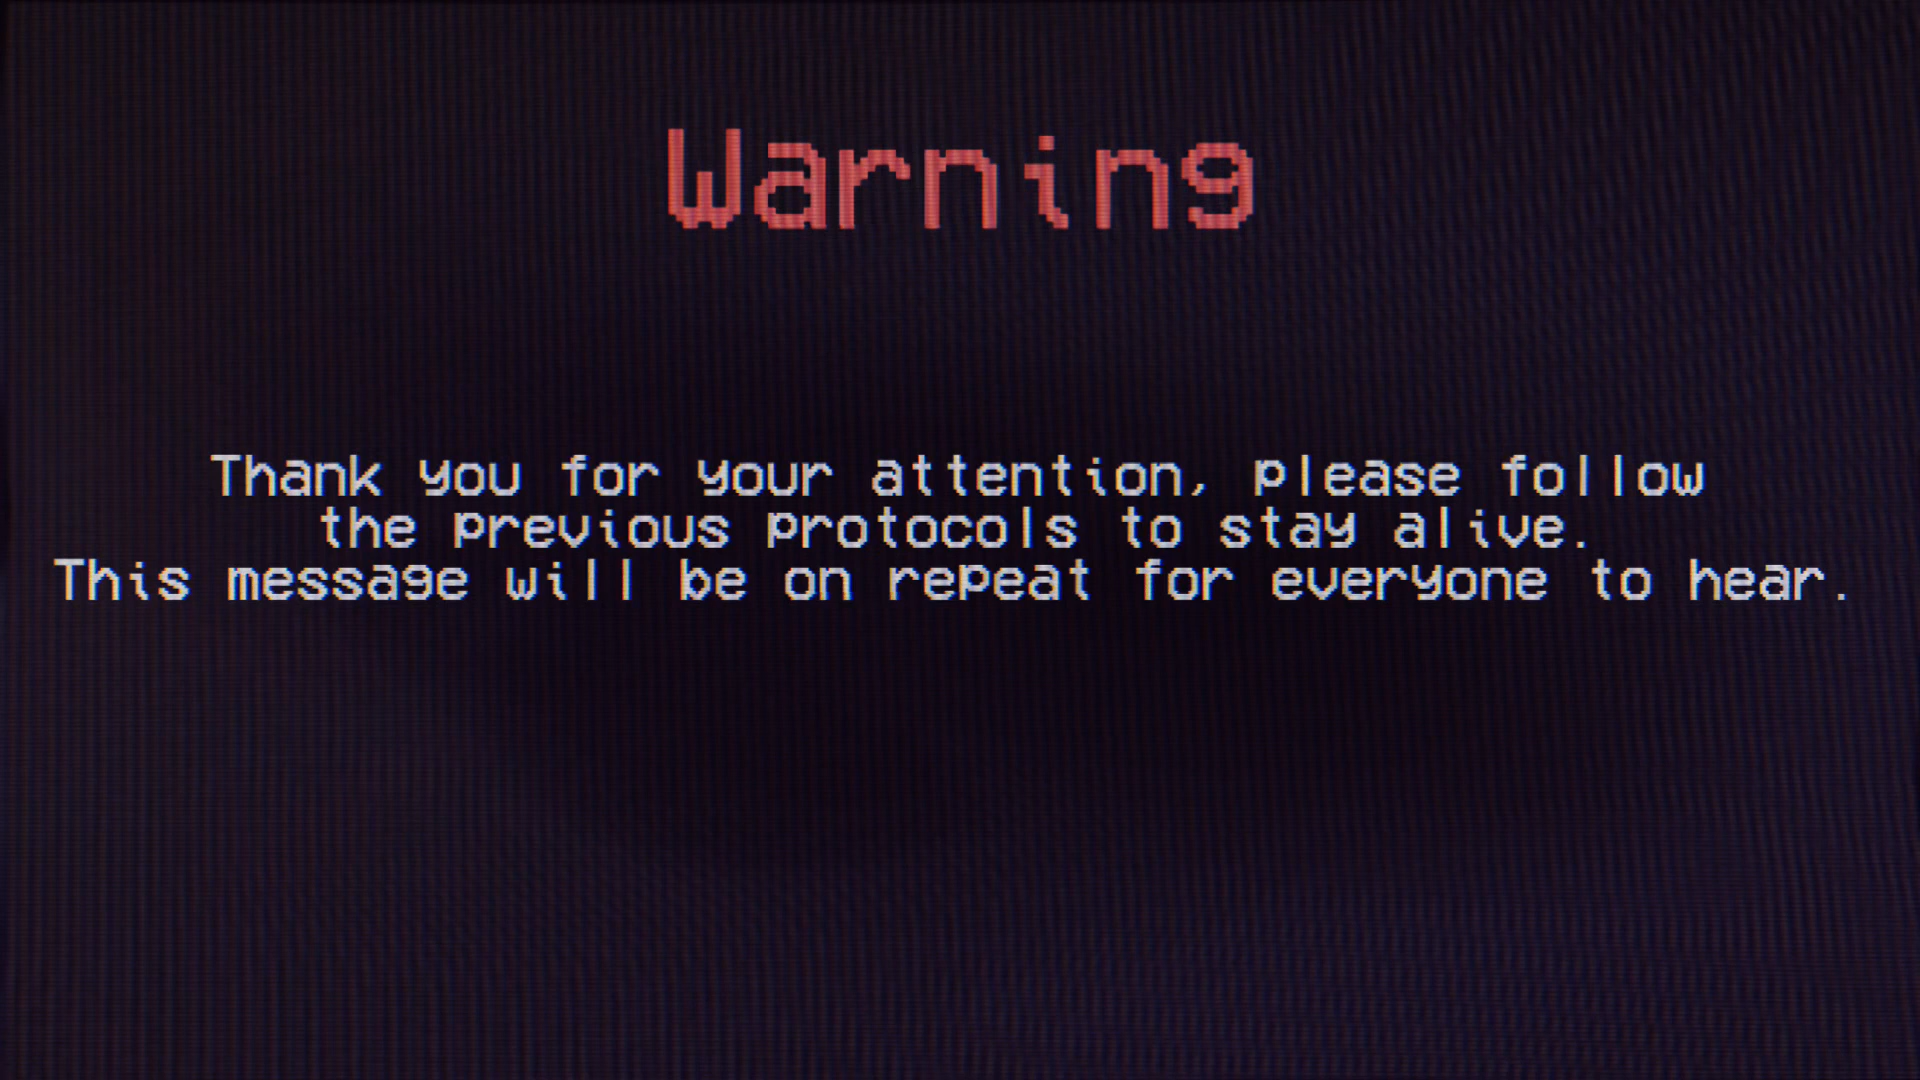 Warning
Thank you for your attention, please follow
the previous protocols to stay alive.
This message will be on repeat for everyone to hear.